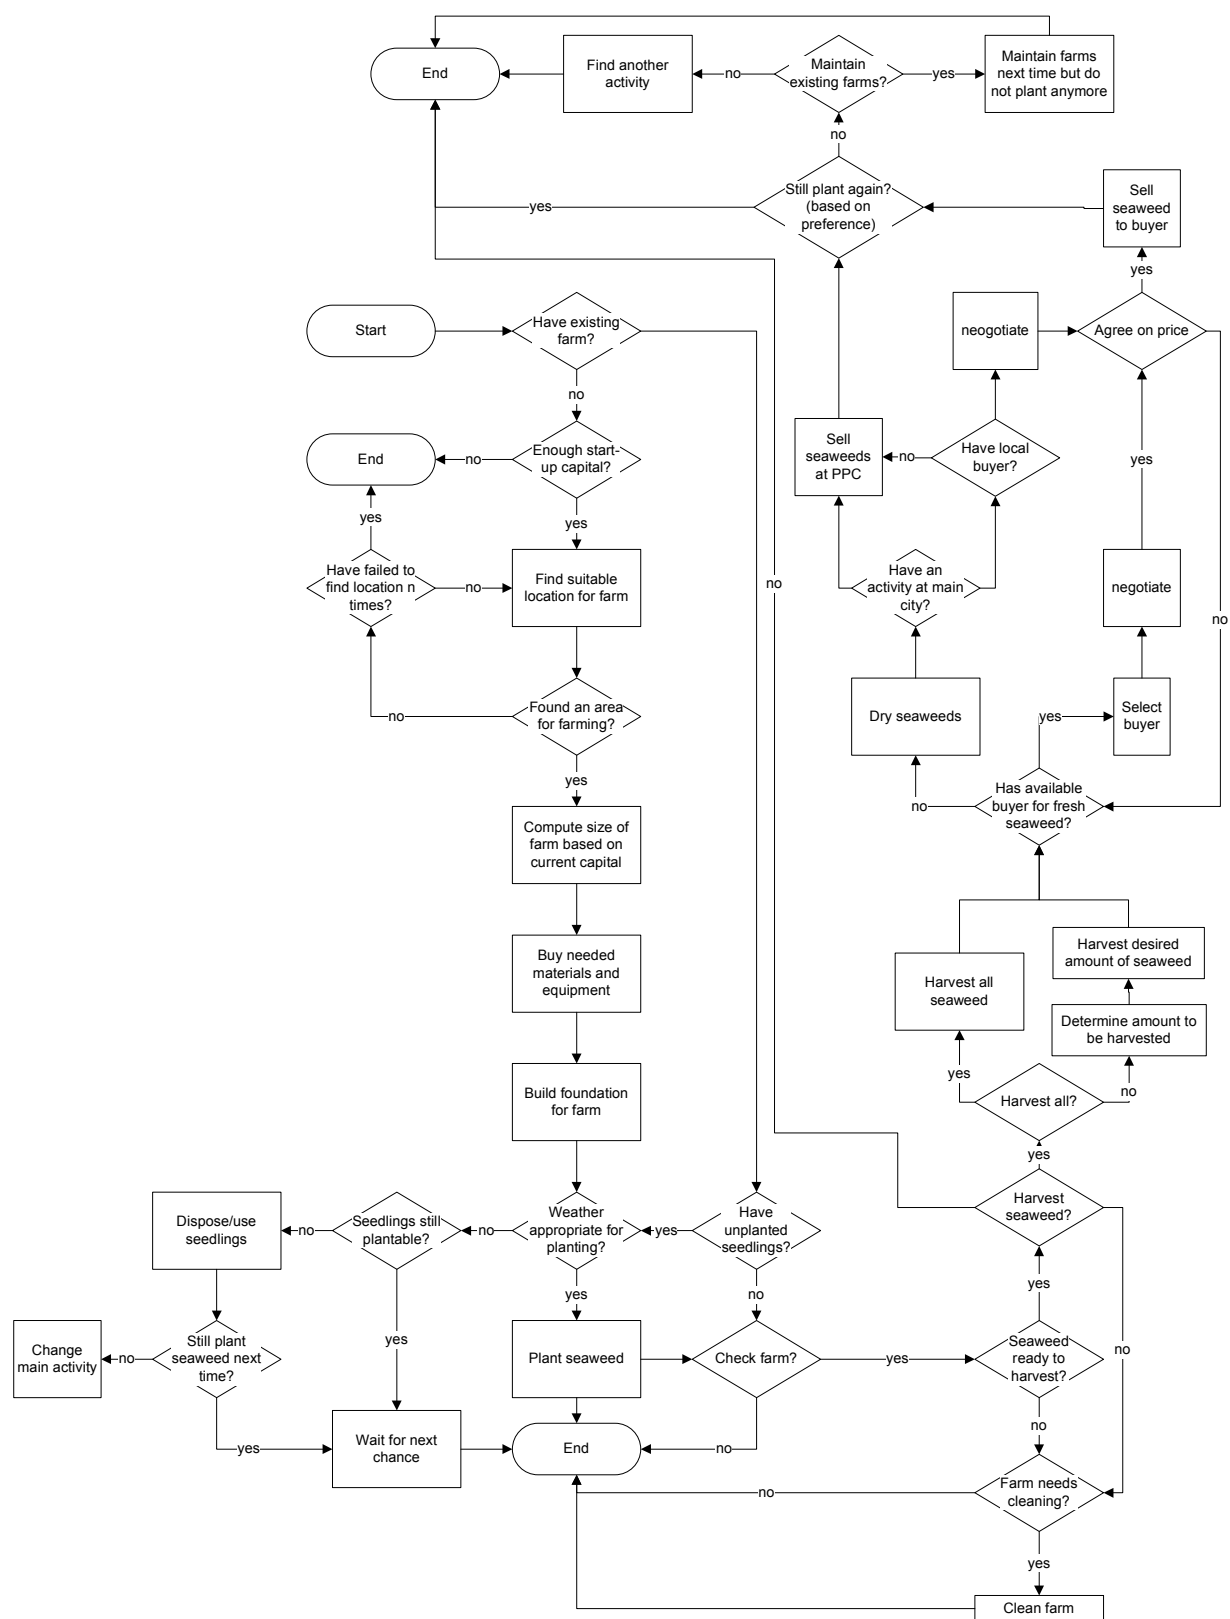 End
Find another
activity
no
Maintain
existing farms?
yes
Maintain farms
next time but do
not plant anymore
no
Still plant again?
(based on
preference)
yes
Sell
seaweed
to buyer
yes
Start
Have existing
farm?
neogotiate
Agree on price
no
End
no
Enough start-
up capital?
Sell
seaweeds
at PPC
no
Have local
buyer?
yes
yes
yes
Have failed to
find location n
times?
no
Find suitable
location for farm
no
Have an
activity at main
city?
negotiate
no
no
Found an area
for farming?
Dry seaweeds
yes
Select
buyer
yes
no
Has available
buyer for fresh
seaweed?
Compute size of
farm based on
current capital
Buy needed
materials and
equipment
Harvest all
seaweed
Harvest desired
amount of seaweed
Determine amount to
be harvested
Build foundation
for farm
yes
Harvest all?
no
yes
Dispose/use
seedlings
no
Seedlings still
plantable?
no
Weather
appropriate for
planting?
yes
Have
unplanted
seedlings?
Harvest
seaweed?
yes
no
yes
Change
main activity
no
Still plant
seaweed next
time?
yes
Plant seaweed
Check farm?
yes
Seaweed
ready to
harvest?
no
no
yes
Wait for next
chance
End
no
no
Farm needs
cleaning?
yes
Clean farm